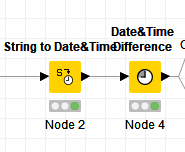 Date&Time
String to Date&Time Difference
S
Node 2
Node 4